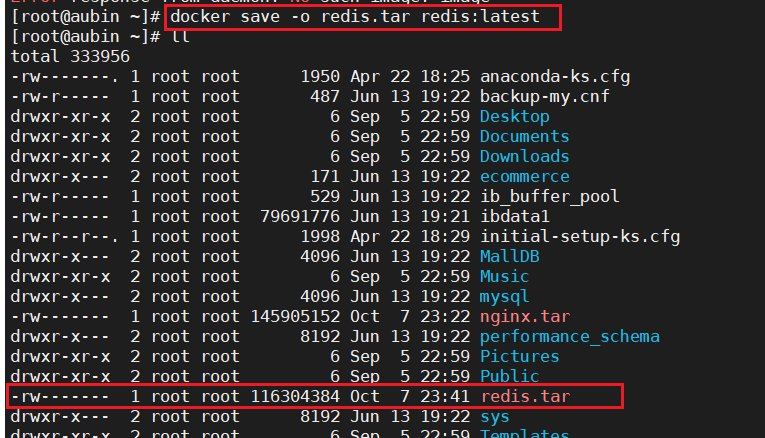 Error response from daemon: No such image: image
[root@aubin ~]# docker save -o redis.tar redis:latest
[root@aubin ~]# ll
total 333956
-rw-------. 1 root root      1950 Apr 22 18:25 anaconda-ks.cfg
-rw-r-----  1 root root       487 Jun 13 19:22 backup-my.cnf
drwxr-xr-x  2 root root         6 Sep  5 22:59 Desktop
drwxr-xr-x  2 root root         6 Sep  5 22:59 Documents
drwxr-xr-x  2 root root         6 Sep  5 22:59 Downloads
drwxr-x---  2 root root       171 Jun 13 19:22 ecommerce
-rw-r-----  1 root root       529 Jun 13 19:22 ib_buffer_pool
-rw-r-----  1 root root  79691776 Jun 13 19:21 ibdata1
-rw-r--r--. 1 root root      1998 Apr 22 18:29 initial-setup-ks.cfg
drwxr-x---  2 root root      4096 Jun 13 19:22 MallDB
drwxr-xr-x  2 root root         6 Sep  5 22:59 Music
drwxr-x---  2 root root      4096 Jun 13 19:22 mysql
-rw-------  1 root root 145905152 Oct  7 23:22 nginx.tar
drwxr-x---  2 root root      8192 Jun 13 19:22 performance_schema
drwxr-xr-x  2 root root         6 Sep  5 22:59 Pictures
drwxr-xr-x  2 root root         6 Sep  5 22:59 Public
-rw-------  1 root root 116304384 Oct  7 23:41 redis.tar
drwxr-x---  2 root root      8192 Jun 13 19:22 sys
drwxr-xr-x  2 root root         6 Sep  5 22:59 Templates